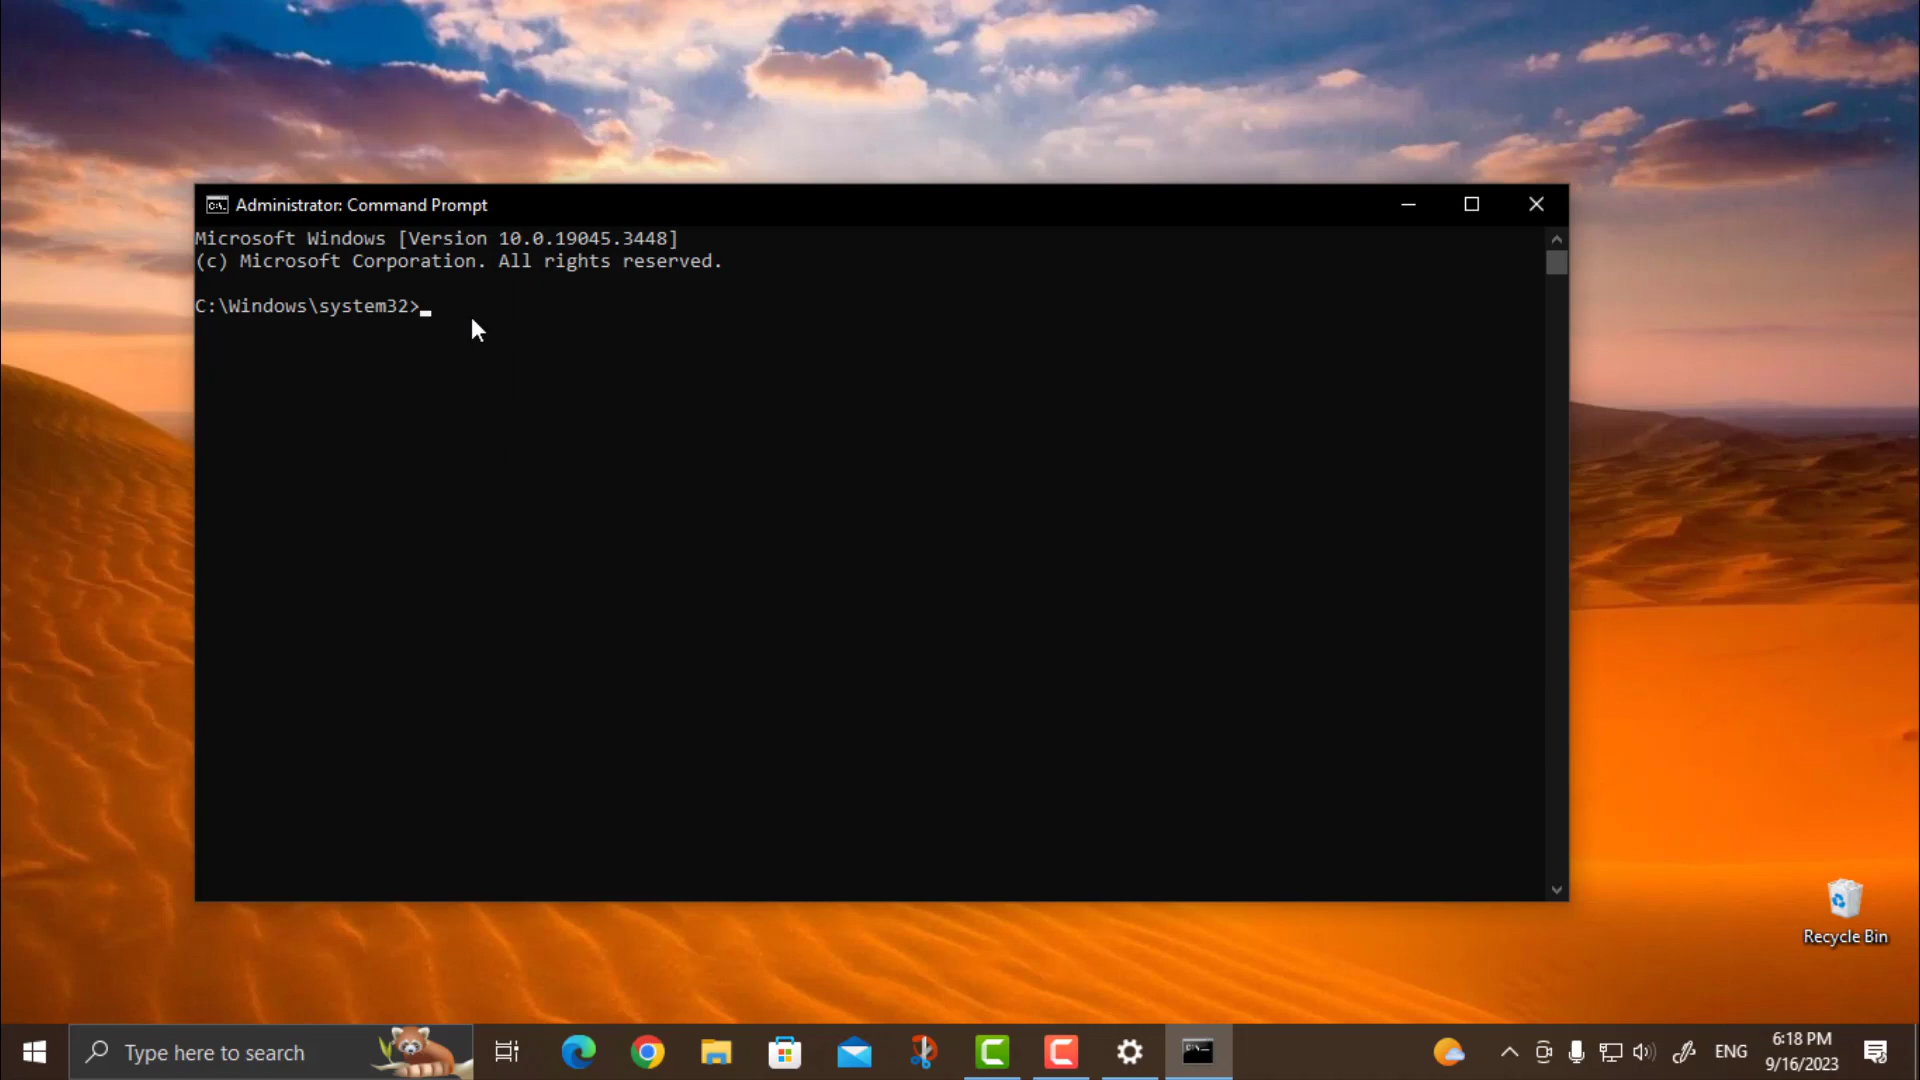 Administrator: Command Prompt
Microsoft Windows [Version 10.0.19045.3448]
(c) Microsoft Corporation. All rights reserved.
C:\Windows\system32>
Recycle Bin
Type here to search
ENG
6:18 PM
9/16/2023